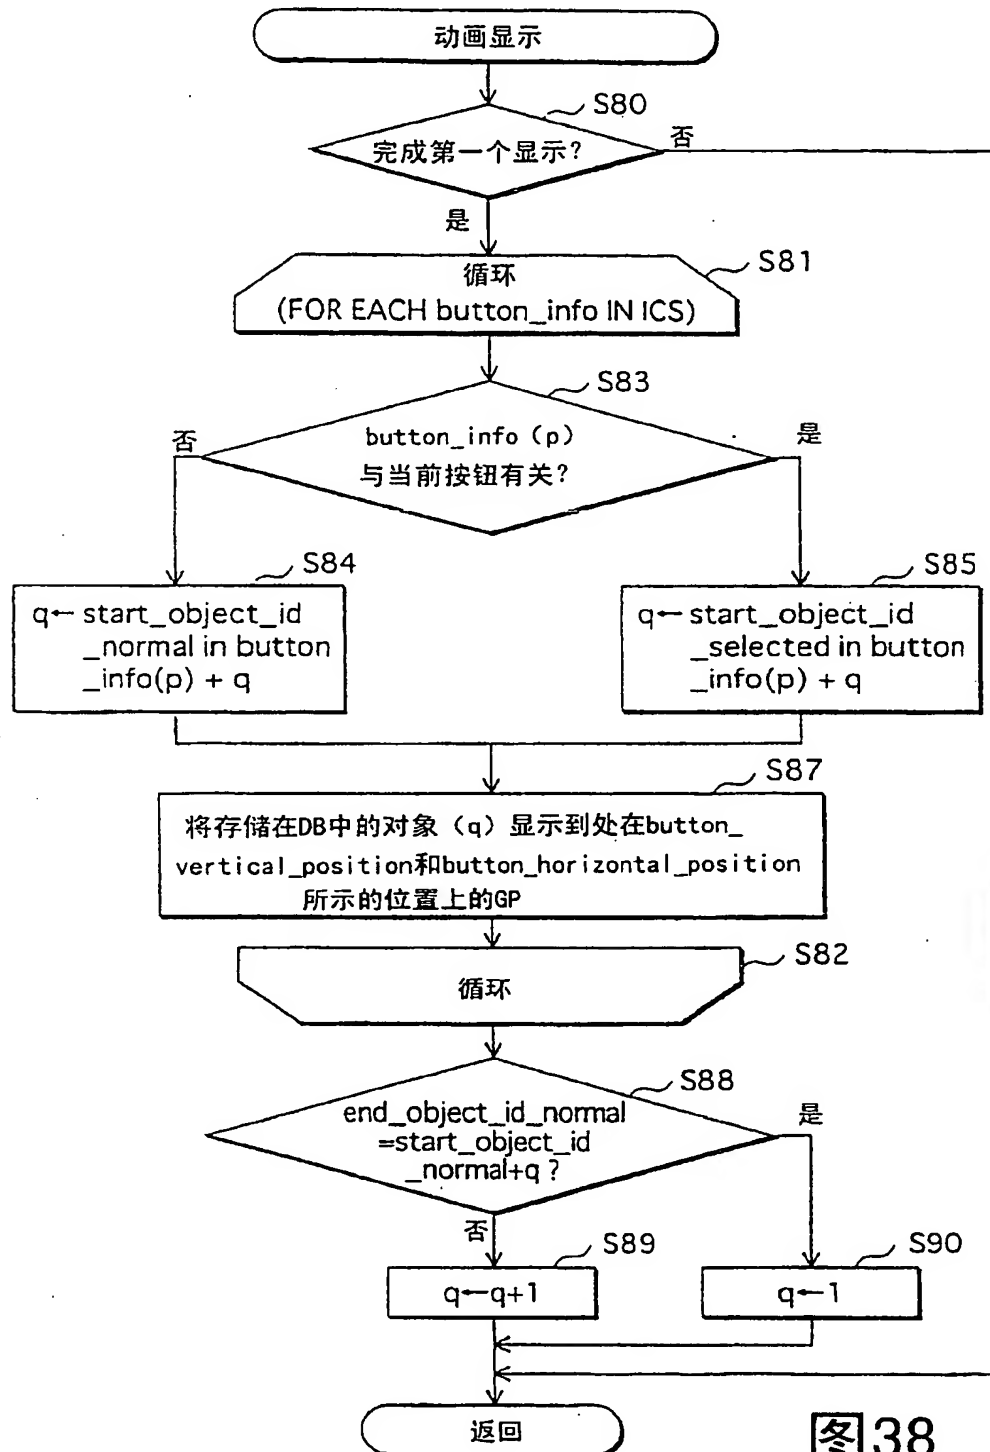 动画显示
S80
否
完成第一个显示?
是
S81
循环
(FOR EACH button_info IN ICS)
S83
button_info (p)
与当前按钮有关?
否
是
S84
q← start_object_id
_normal in button
_info(p) + q
S85
q← start_object_id
_selected in button
_info(p) + q
S87
将存储在DB中的对象（q）显示到处在button_
vertical_position和button_horizontal_position
所示的位置上的GP
S82
循环
S88
end_object_id_normal
=start_object_id
_normal+q ?
是
否
S89
q←q+1
S90
q←1
返回
图38